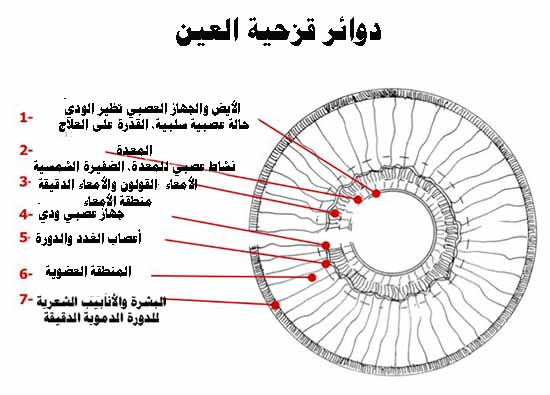 دوائر قزحية العين
1- الأيض والجهاز العصبي نظير الودي
حالة عصبية سلبية، القدرة على العلاج
2- المعدة
نشاط عصبي للمعدة، الضفيرة الشمسية
3- الأمعاء القولون والأمعاء الدقيقة
منطقة الأمعاء
4- جهاز عصبي ودي
5- أعصاب الغدد والدورة
6- المنطقة العضوية
7- البشرة والأنابيب الشعرية
للدورة الدموية الدقيقة